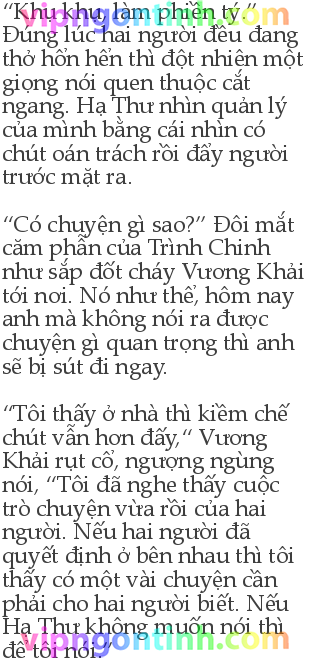 “Khụ khụ, làm phiền tý.”
Đúng lúc hai người đều đang
thở hổn hển thì đột nhiên một
giọng nói quen thuộc cắt
ngang. Hạ Thư nhìn quản lý
của mình bằng cái nhìn có
chút oán trách rồi đẩy người
trước mặt ra.
“Có chuyện gì sao?” Đôi mắt
căm phẫn của Trình Chinh
như sắp đốt cháy Vương Khải
tới nơi. Nó như thể, hôm nay
anh mà không nói ra được
chuyện gì quan trọng thì anh
sẽ bị sút đi ngay.
“Tôi thấy ở nhà thì kiềm chế
chút vẫn hơn đấy,“ Vương
Khải rụt cổ, ngượng ngùng
nói, “Tôi đã nghe thấy cuộc
trò chuyện vừa rồi của hai
người. Nếu hai người đã
quyết định ở bên nhau thì tôi
thấy có một vài chuyện cần
phải cho hai người biết. Nếu
Hạ Thư không muốn nói thì
để tôi nói.”
vipngontinh.com
vipngontinh.com